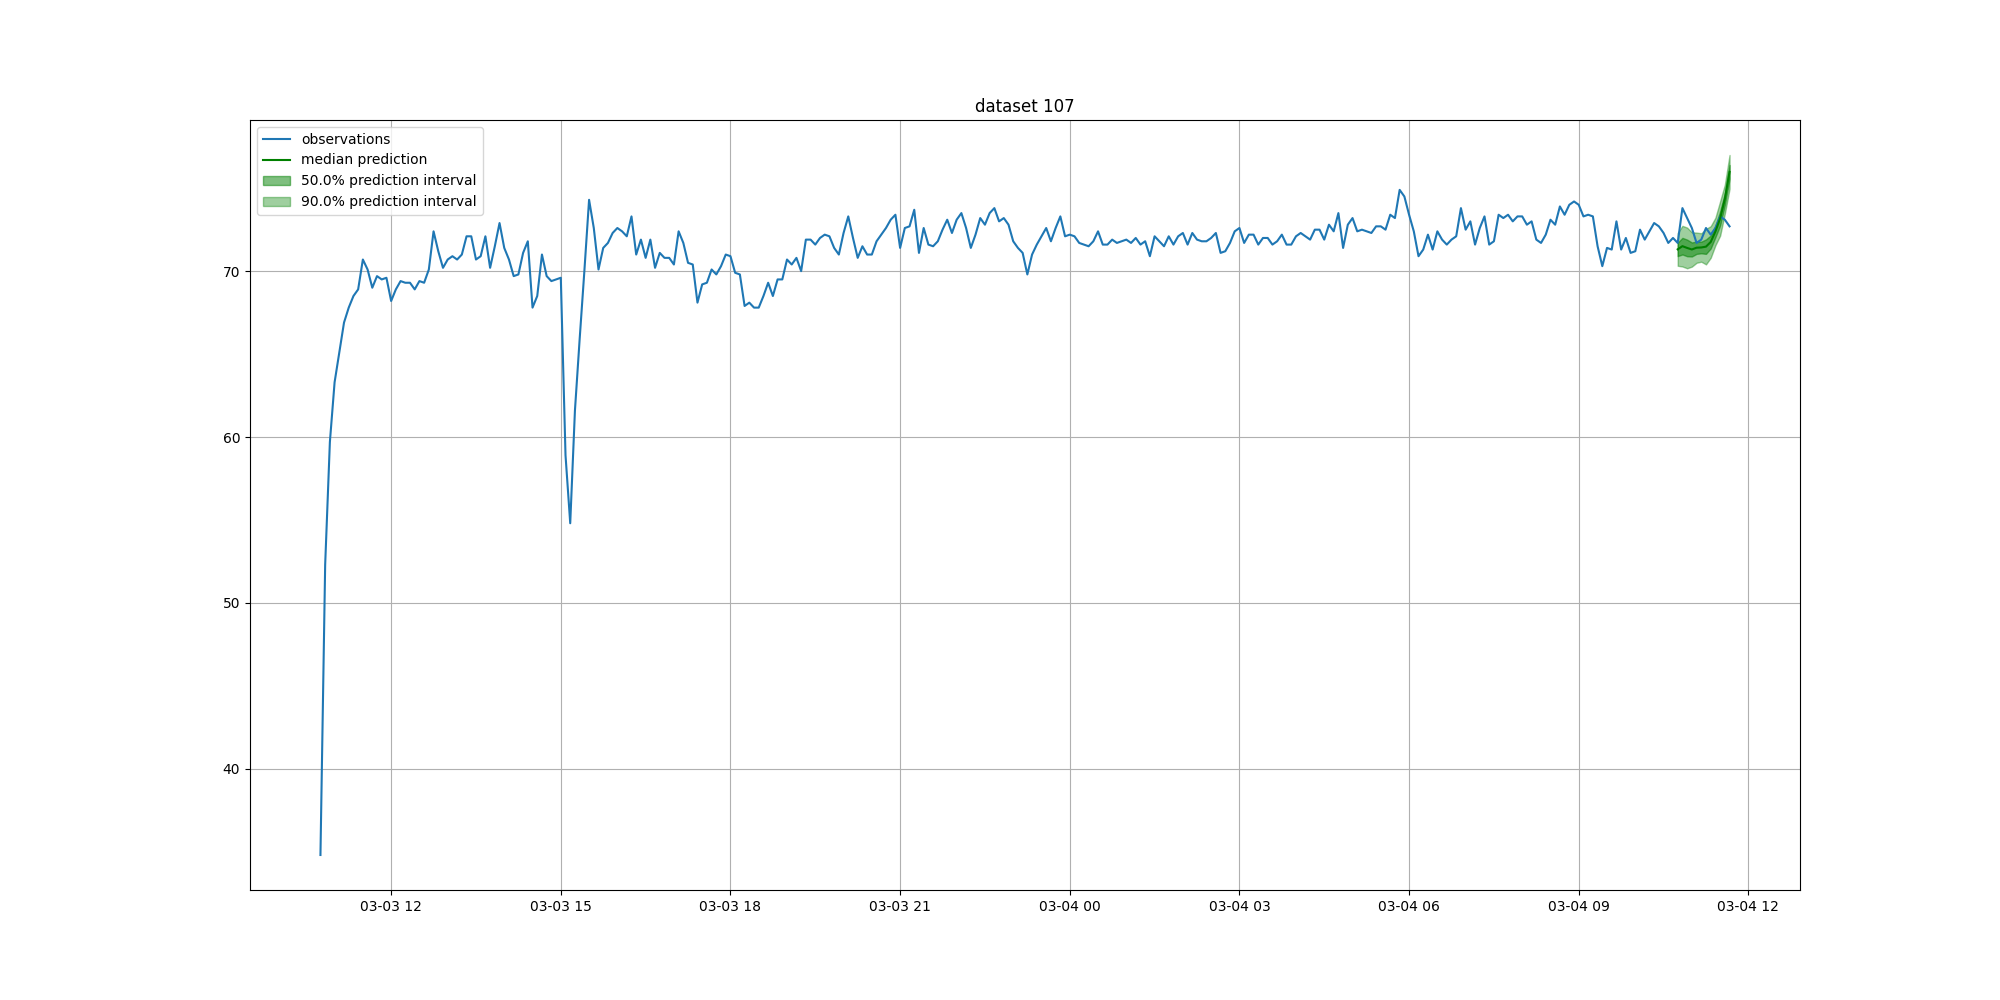 dataset 107
observations
median prediction
50.0% prediction interval
90.0% prediction interval
70
60
50
40
03-03 12
03-03 15
03-03 18
03-03 21
03-04 00
03-04 03
03-04 06
03-04 09
03-04 12